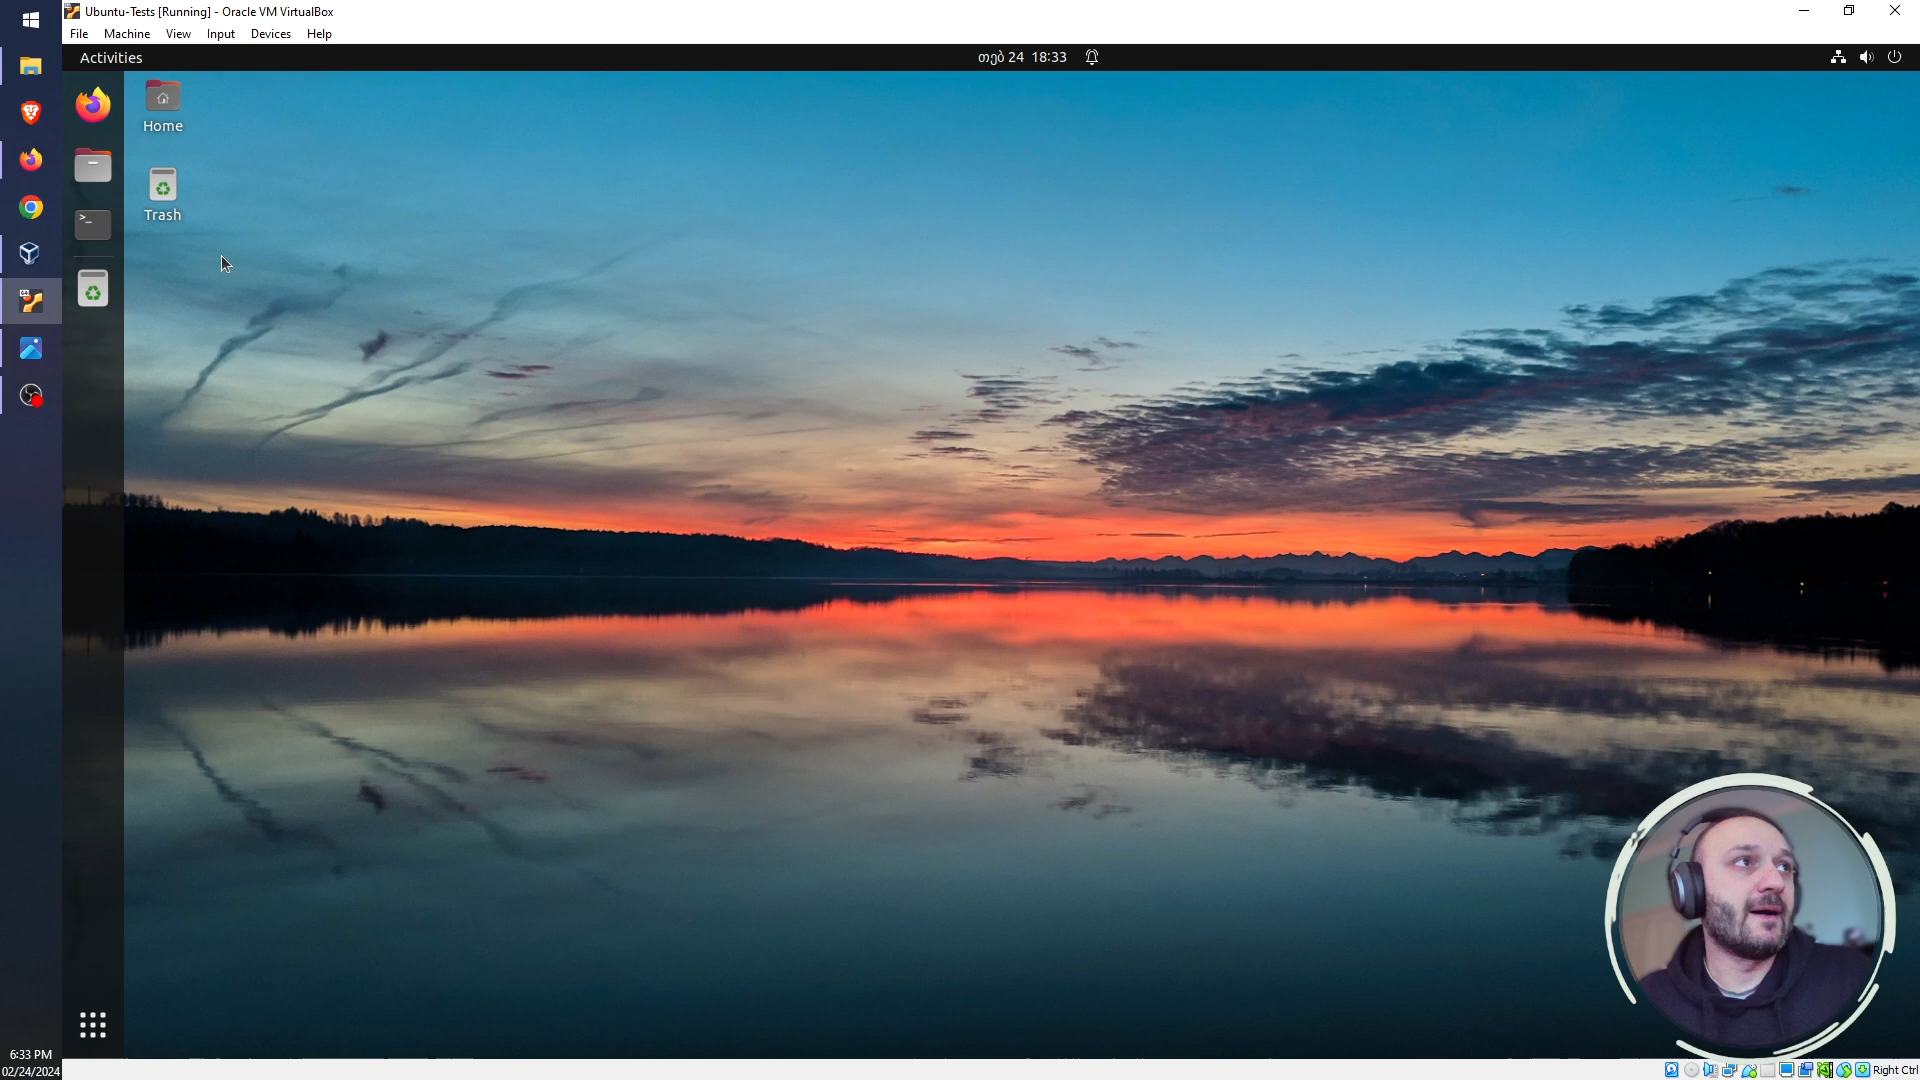 Ubuntu-Tests [Running] - Oracle VM VirtualBox
File Machine View Input Devices Help
Activities
თებ 24 18:33
Home
Trash
6:33 PM
02/24/2024
Right Ctrl